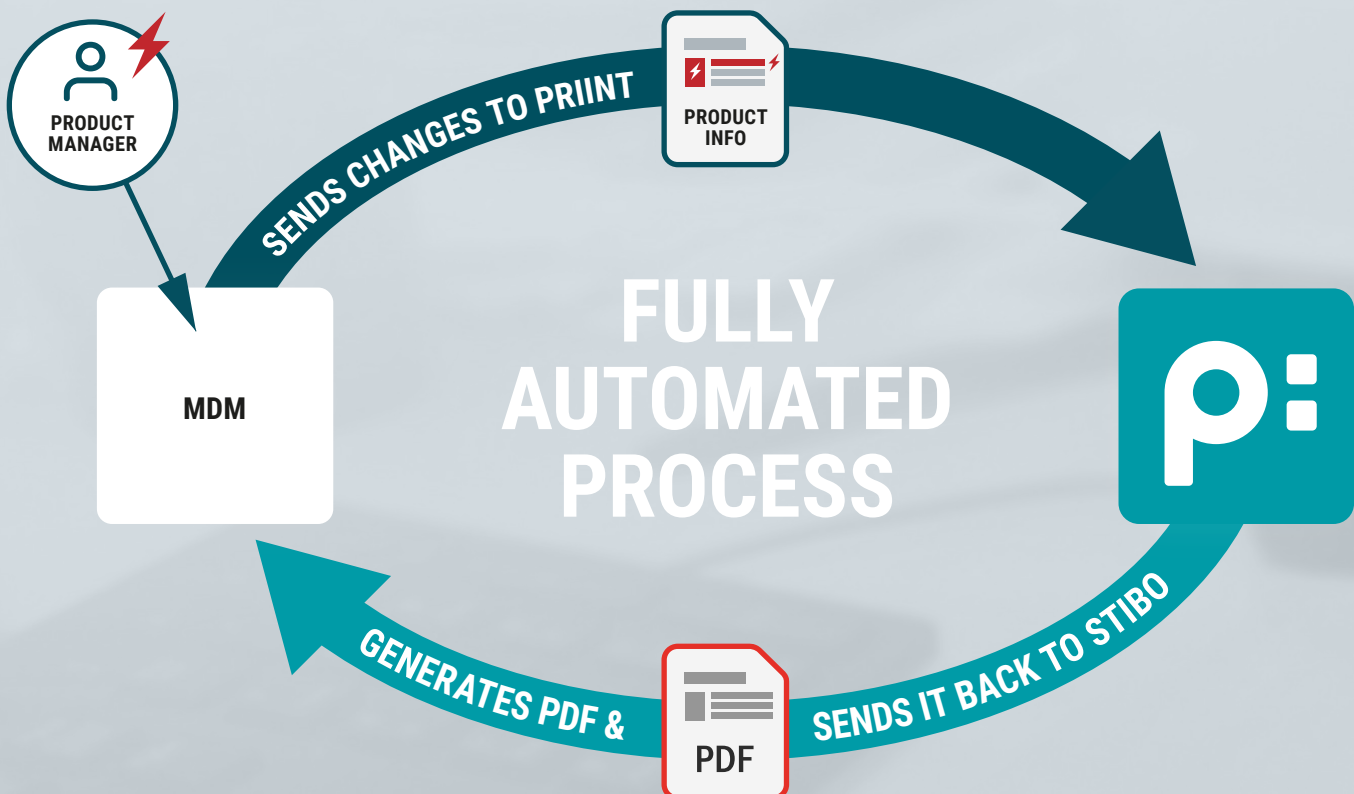 PRODUCT
MANAGER
SENDS CHANGES TO PRIINT
PRODUCT
INFO
MDM
FULLY
AUTOMATED
PROCESS
p:
GENERATES PDF &
PDF
SENDS IT BACK TO STIBO